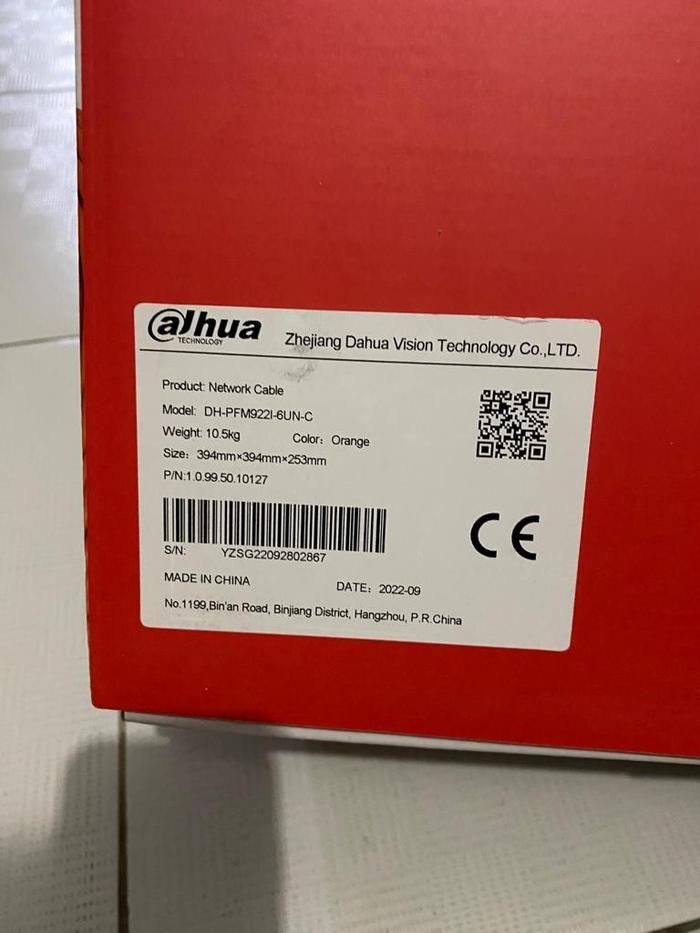 alhua
TECHNOLOGY
Zhejiang Dahua Vision Technology Co.,LTD.
Product: Network Cable
Model: DH-PFM922I-6UN-C
Weight: 10.5kg Color: Orange
Size: 394mm×394mm×253mm
P/N:1.0.99.50.10127
S/N: YZSG22092802867
CE
MADE IN CHINA
DATE: 2022-09
No.1199,Bin'an Road, Binjiang District, Hangzhou, P.R.China